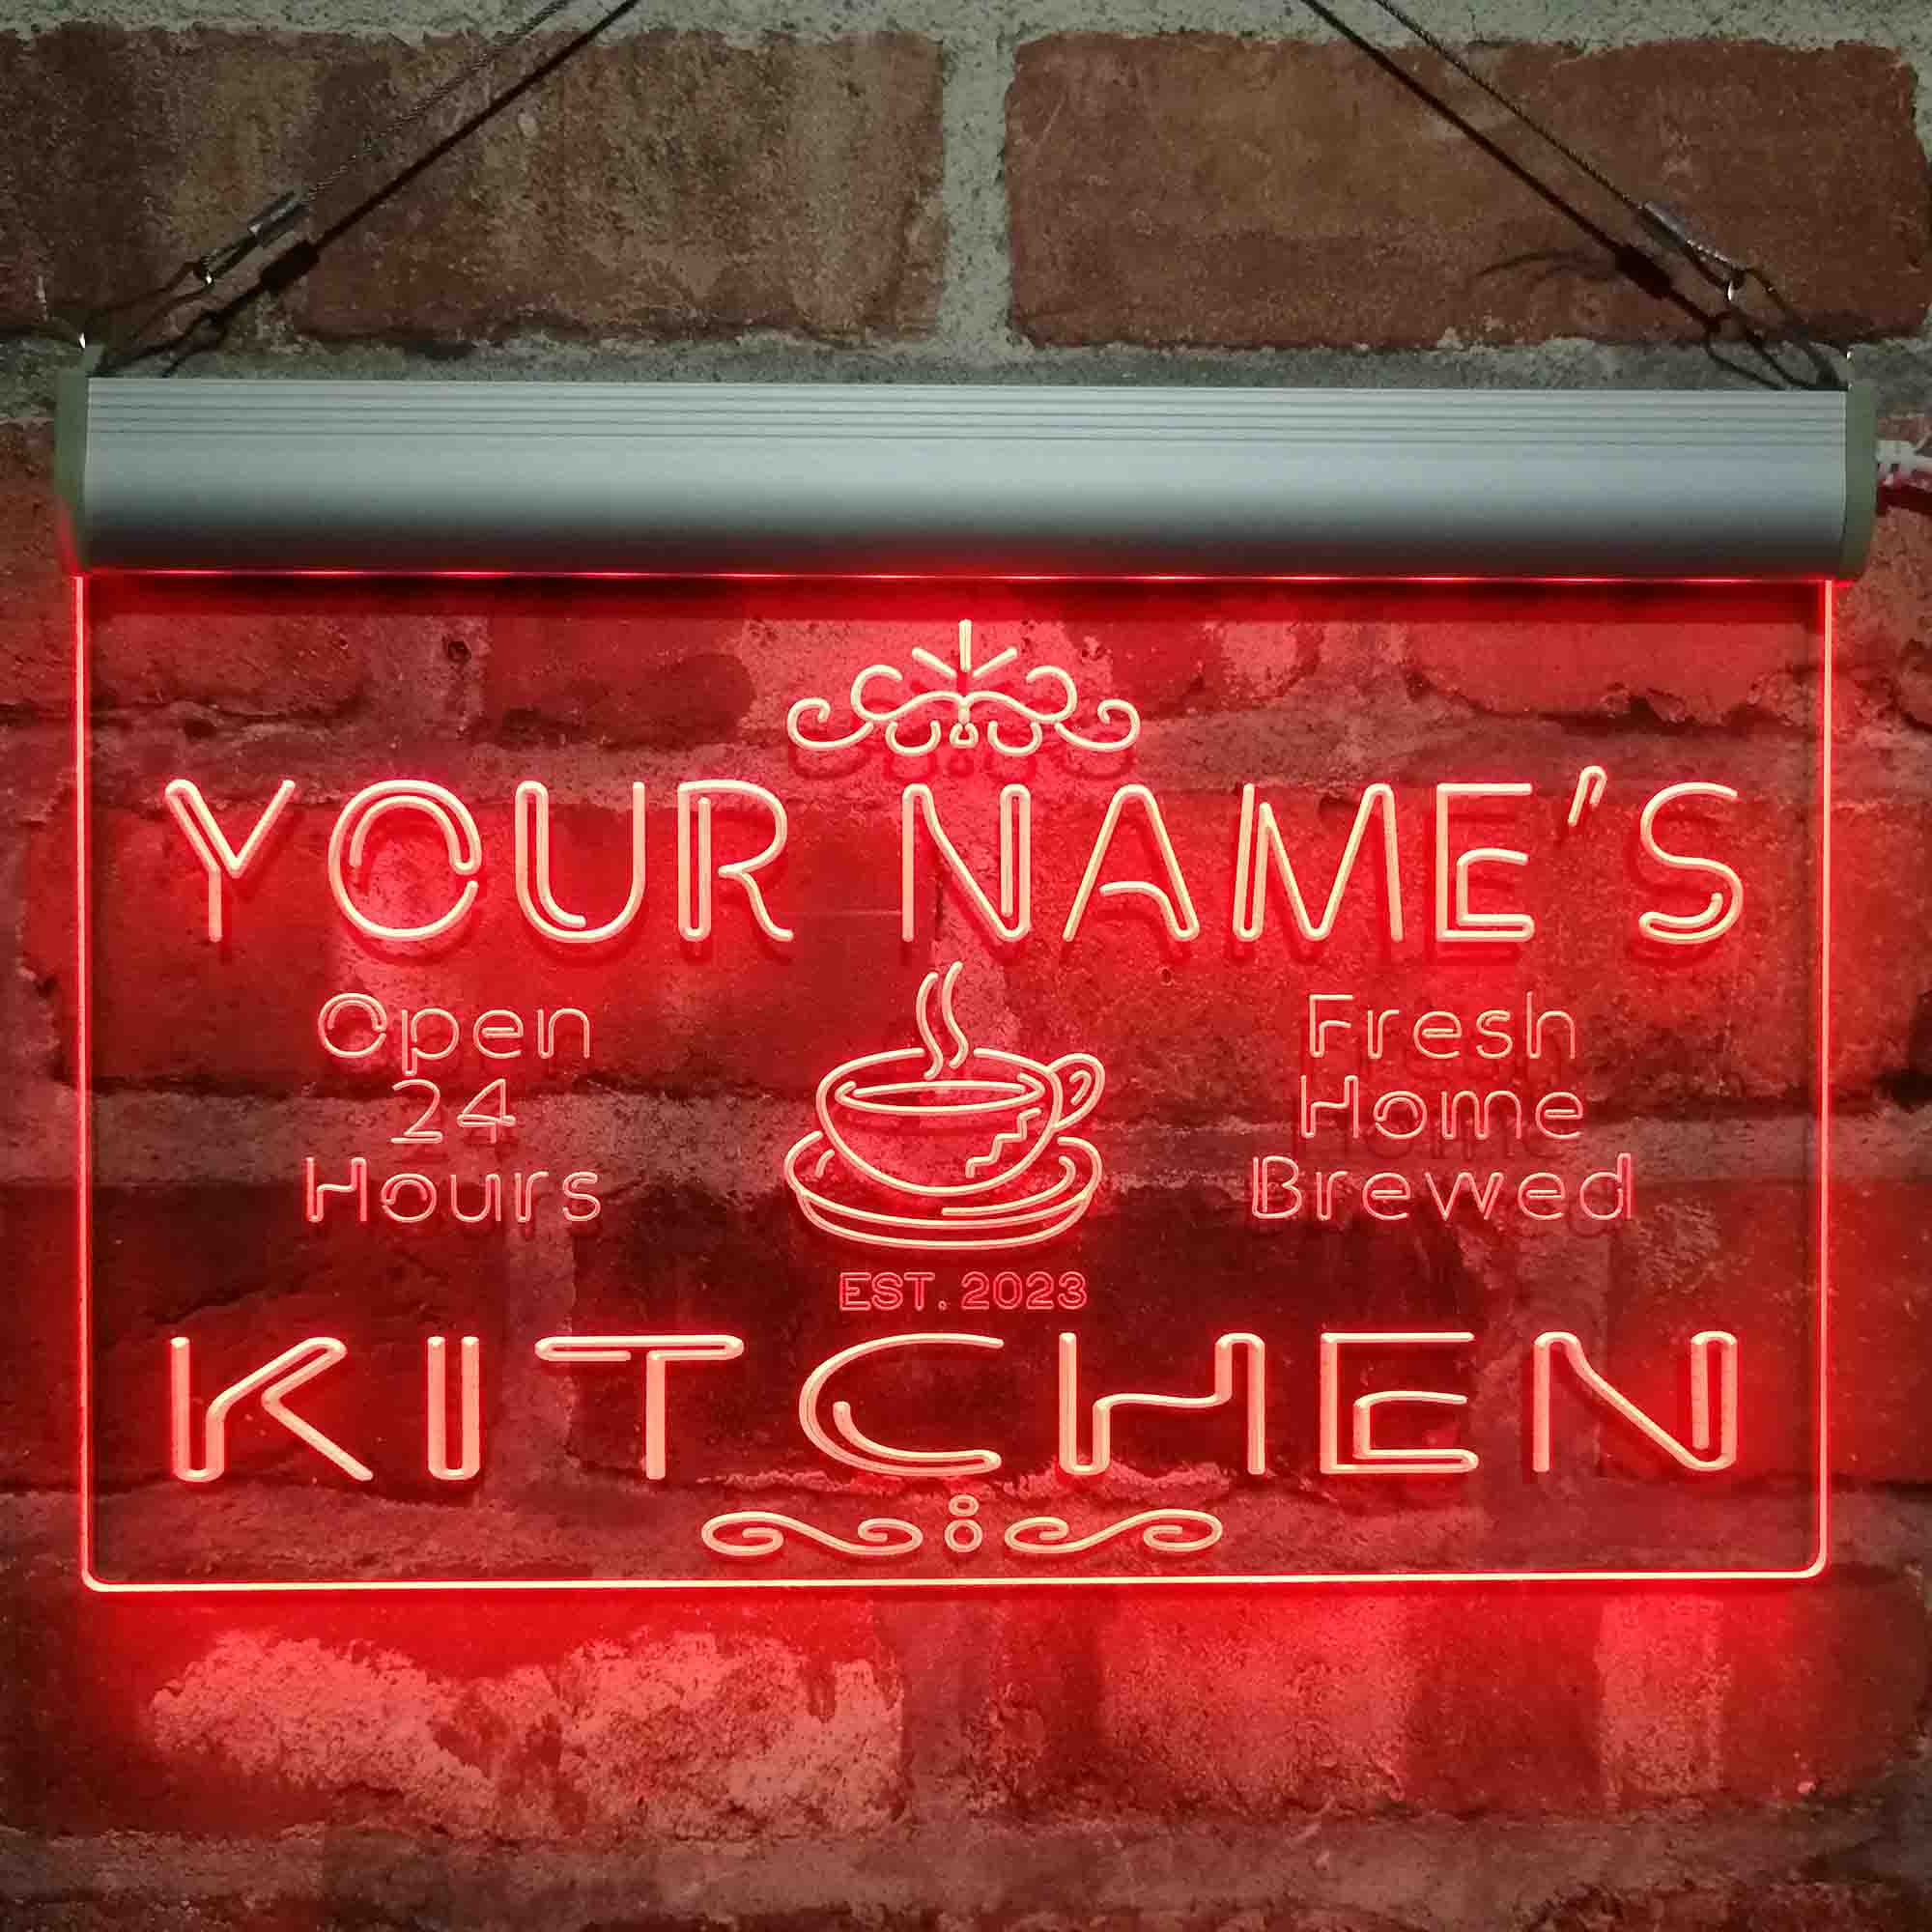 YOUR NAME'S
Open
24
Hours
Fresh
Home
Brewed
EST. 2023
KITCHEN